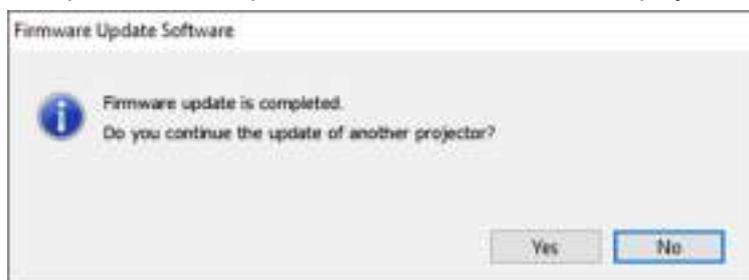 Firmware Update Software
Firmware update is completed.
Do you continue the update of another projector?
Yes No